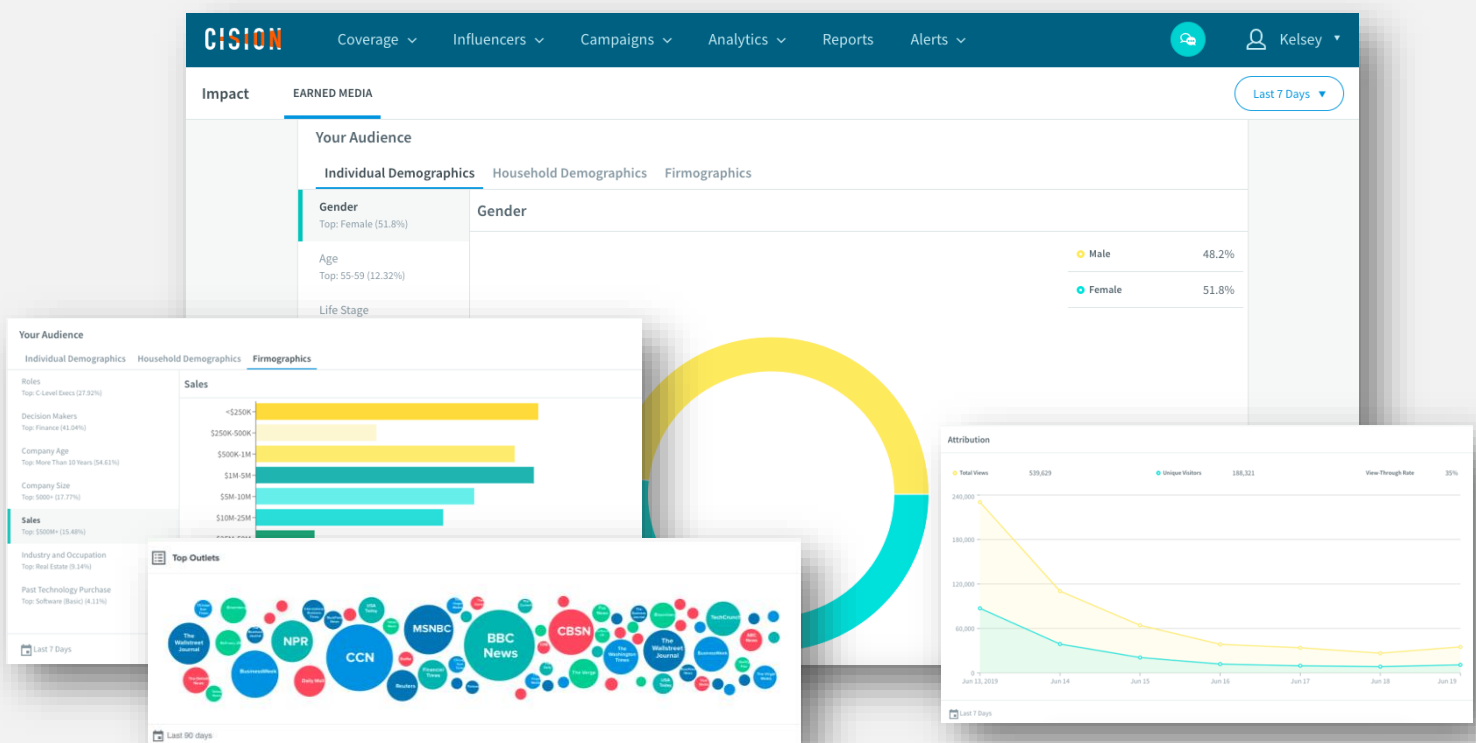 CISION
Coverage
Influencers
Campaigns
Analytics
Reports
Alerts
Kelsey
Impact
EARNED MEDIA
Last 7 Days
Your Audience
Individual Demographics Household Demographics Firmographics
Gender
Top: Female (51.8%)
Age
Top: 55-59 (12.32%)
Life Stage
Gender
Male 48.2%
Female 51.8%
Your Audience
Individual Demographics Household Demographics Firmographics
Roles
Top: C-Level Execs (27.92%)
Decision Makers
Top: Finance (41.04%)
Company Age
Top: More Than 10 Years (54.61%)
Company Size
Top: 5000+ (17.77%)
Sales
Top: $500M+ (15.48%)
Industry and Occupation
Top: Real Estate (9.14%)
Past Technology Purchase
Top: Software (Basic) (4.11%)
Last 7 Days
Sales
<$250K
$250K-500K
$500K-1M
$1M-5M
$5M-10M
$10M-25M
Top Outlets
The
Wallstreet
Journal
NPR
BusinessWeek
Daily Mail
USA
Today
CCN
MSNBC
Reuters
Financial
Times
BBC
News
CBSN
The Verge
The
Washington
Times
The
Wallstreet
Journal
USA
Today
BusinessWeek
TechCrunch
Last 90 days
Attribution
Total Views 539,629
Unique Visitors 188,321
View-Through Rate 35%
240,000
180,000
120,000
60,000
0
Jun 13, 2019 Jun 14 Jun 15 Jun 16 Jun 17 Jun 18 Jun 19
Last 7 Days